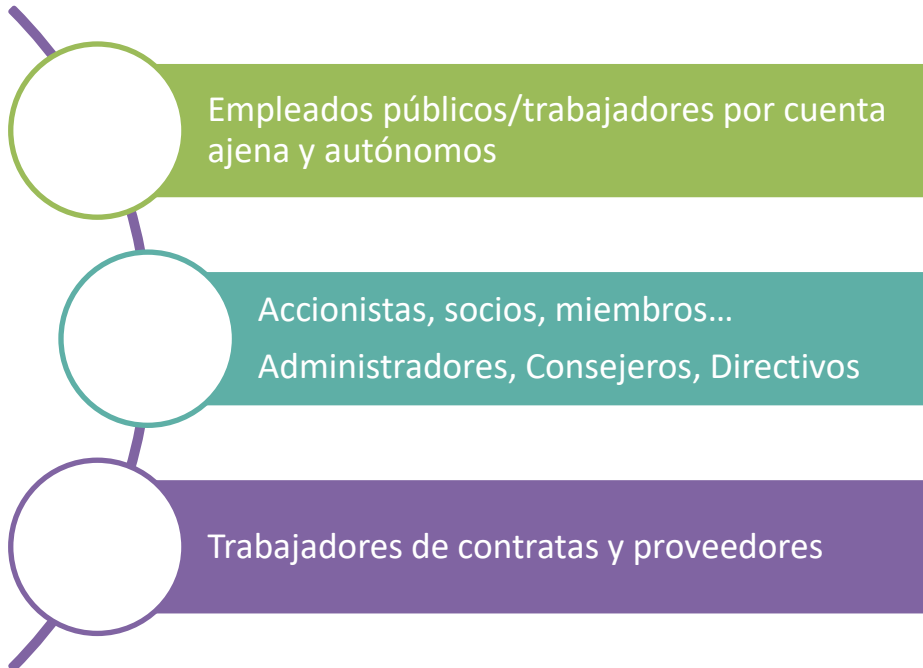 Empleados públicos/trabajadores por cuenta
ajena y autónomos
Accionistas, socios, miembros…
Administradores, Consejeros, Directivos
Trabajadores de contratas y proveedores